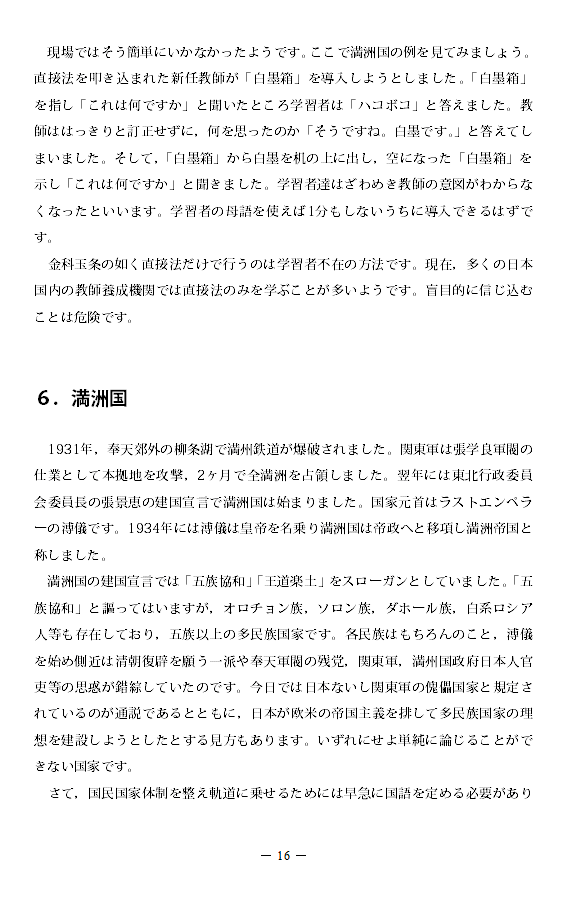 現場ではそう簡単にいかなかったようです。ここで満洲国の例を見てみましょう。
直接法を叩き込まれた新任教師が「白墨箱」を導入しようとしました。「白墨箱」
を指し「これは何ですか」と聞いたところ学習者は「ハコボコ」と答えました。教
師ははっきりと訂正せずに，何を思ったのか「そうですね。白墨です。」と答えてし
まいました。そして，「白墨箱」から白墨を机の上に出し，空になった「白墨箱」を
示し「これは何ですか」と聞きました。学習者達はざわめき教師の意図がわからな
くなったといいます。学習者の母語を使えば1分もしないうちに導入できるはずで
す。
　金科玉条の如く直接法だけで行うのは学習者不在の方法です。現在，多くの日本
国内の教師養成機関では直接法のみを学ぶことが多いようです。盲目的に信じ込む
ことは危険です。
６．満洲国
　1931年，奉天郊外の柳条湖で満州鉄道が爆破されました。関東軍は張学良軍閥の
仕業として本拠地を攻撃，2ヶ月で全満洲を占領しました。翌年には東北行政委員
会委員長の張景恵の建国宣言で満洲国は始まりました。国家元首はラストエンペラ
ーの溥儀です。1934年には溥儀は皇帝を名乗り満洲国は帝政へと移項し満洲帝国と
称しました。
　満洲国の建国宣言では「五族協和」「王道楽土」をスローガンとしていました。「五
族協和」と謳ってはいますが，オロチョン族，ソロン族，ダホール族，白系ロシア
人等も存在しており，五族以上の多民族国家です。各民族はもちろんのこと，溥儀
を始め側近は清朝復辟を願う一派や奉天軍閥の残党，関東軍，満州国政府日本人官
吏等の思惑が錯綜していたのです。今日では日本ないし関東軍の傀儡国家と規定さ
れているのが通説であるとともに，日本が欧米の帝国主義を排して多民族国家の理
想を建設しようとしたとする見方もあります。いずれにせよ単純に論じることがで
きない国家です。
　さて，国民国家体制を整え軌道に乗せるためには早急に国語を定める必要があり
― 16 ―